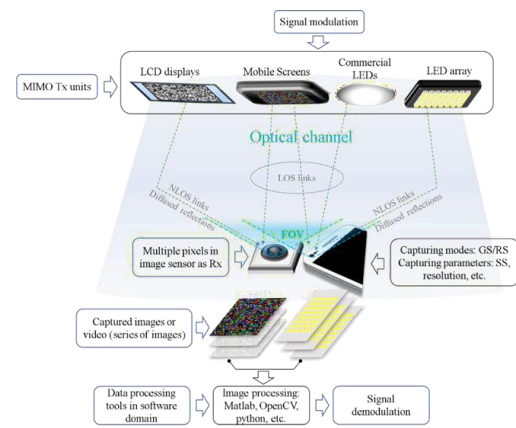 Signal modulation
MIMO Tx units
LCD displays
Mobile Screens
Commercial
LEDs
LED array
Optical channel
LOS links
NLOS links
Diffused reflections
NLOS links
Diffused reflections
FOV
Multiple pixels in
image sensor as Rx
Capturing modes: GS/RS
Capturing parameters: SS,
resolution, etc.
Captured images or
video (series of images)
Data processing
tools in software
domain
Image processing:
Matlab, OpenCV,
python, etc.
Signal
demodulation